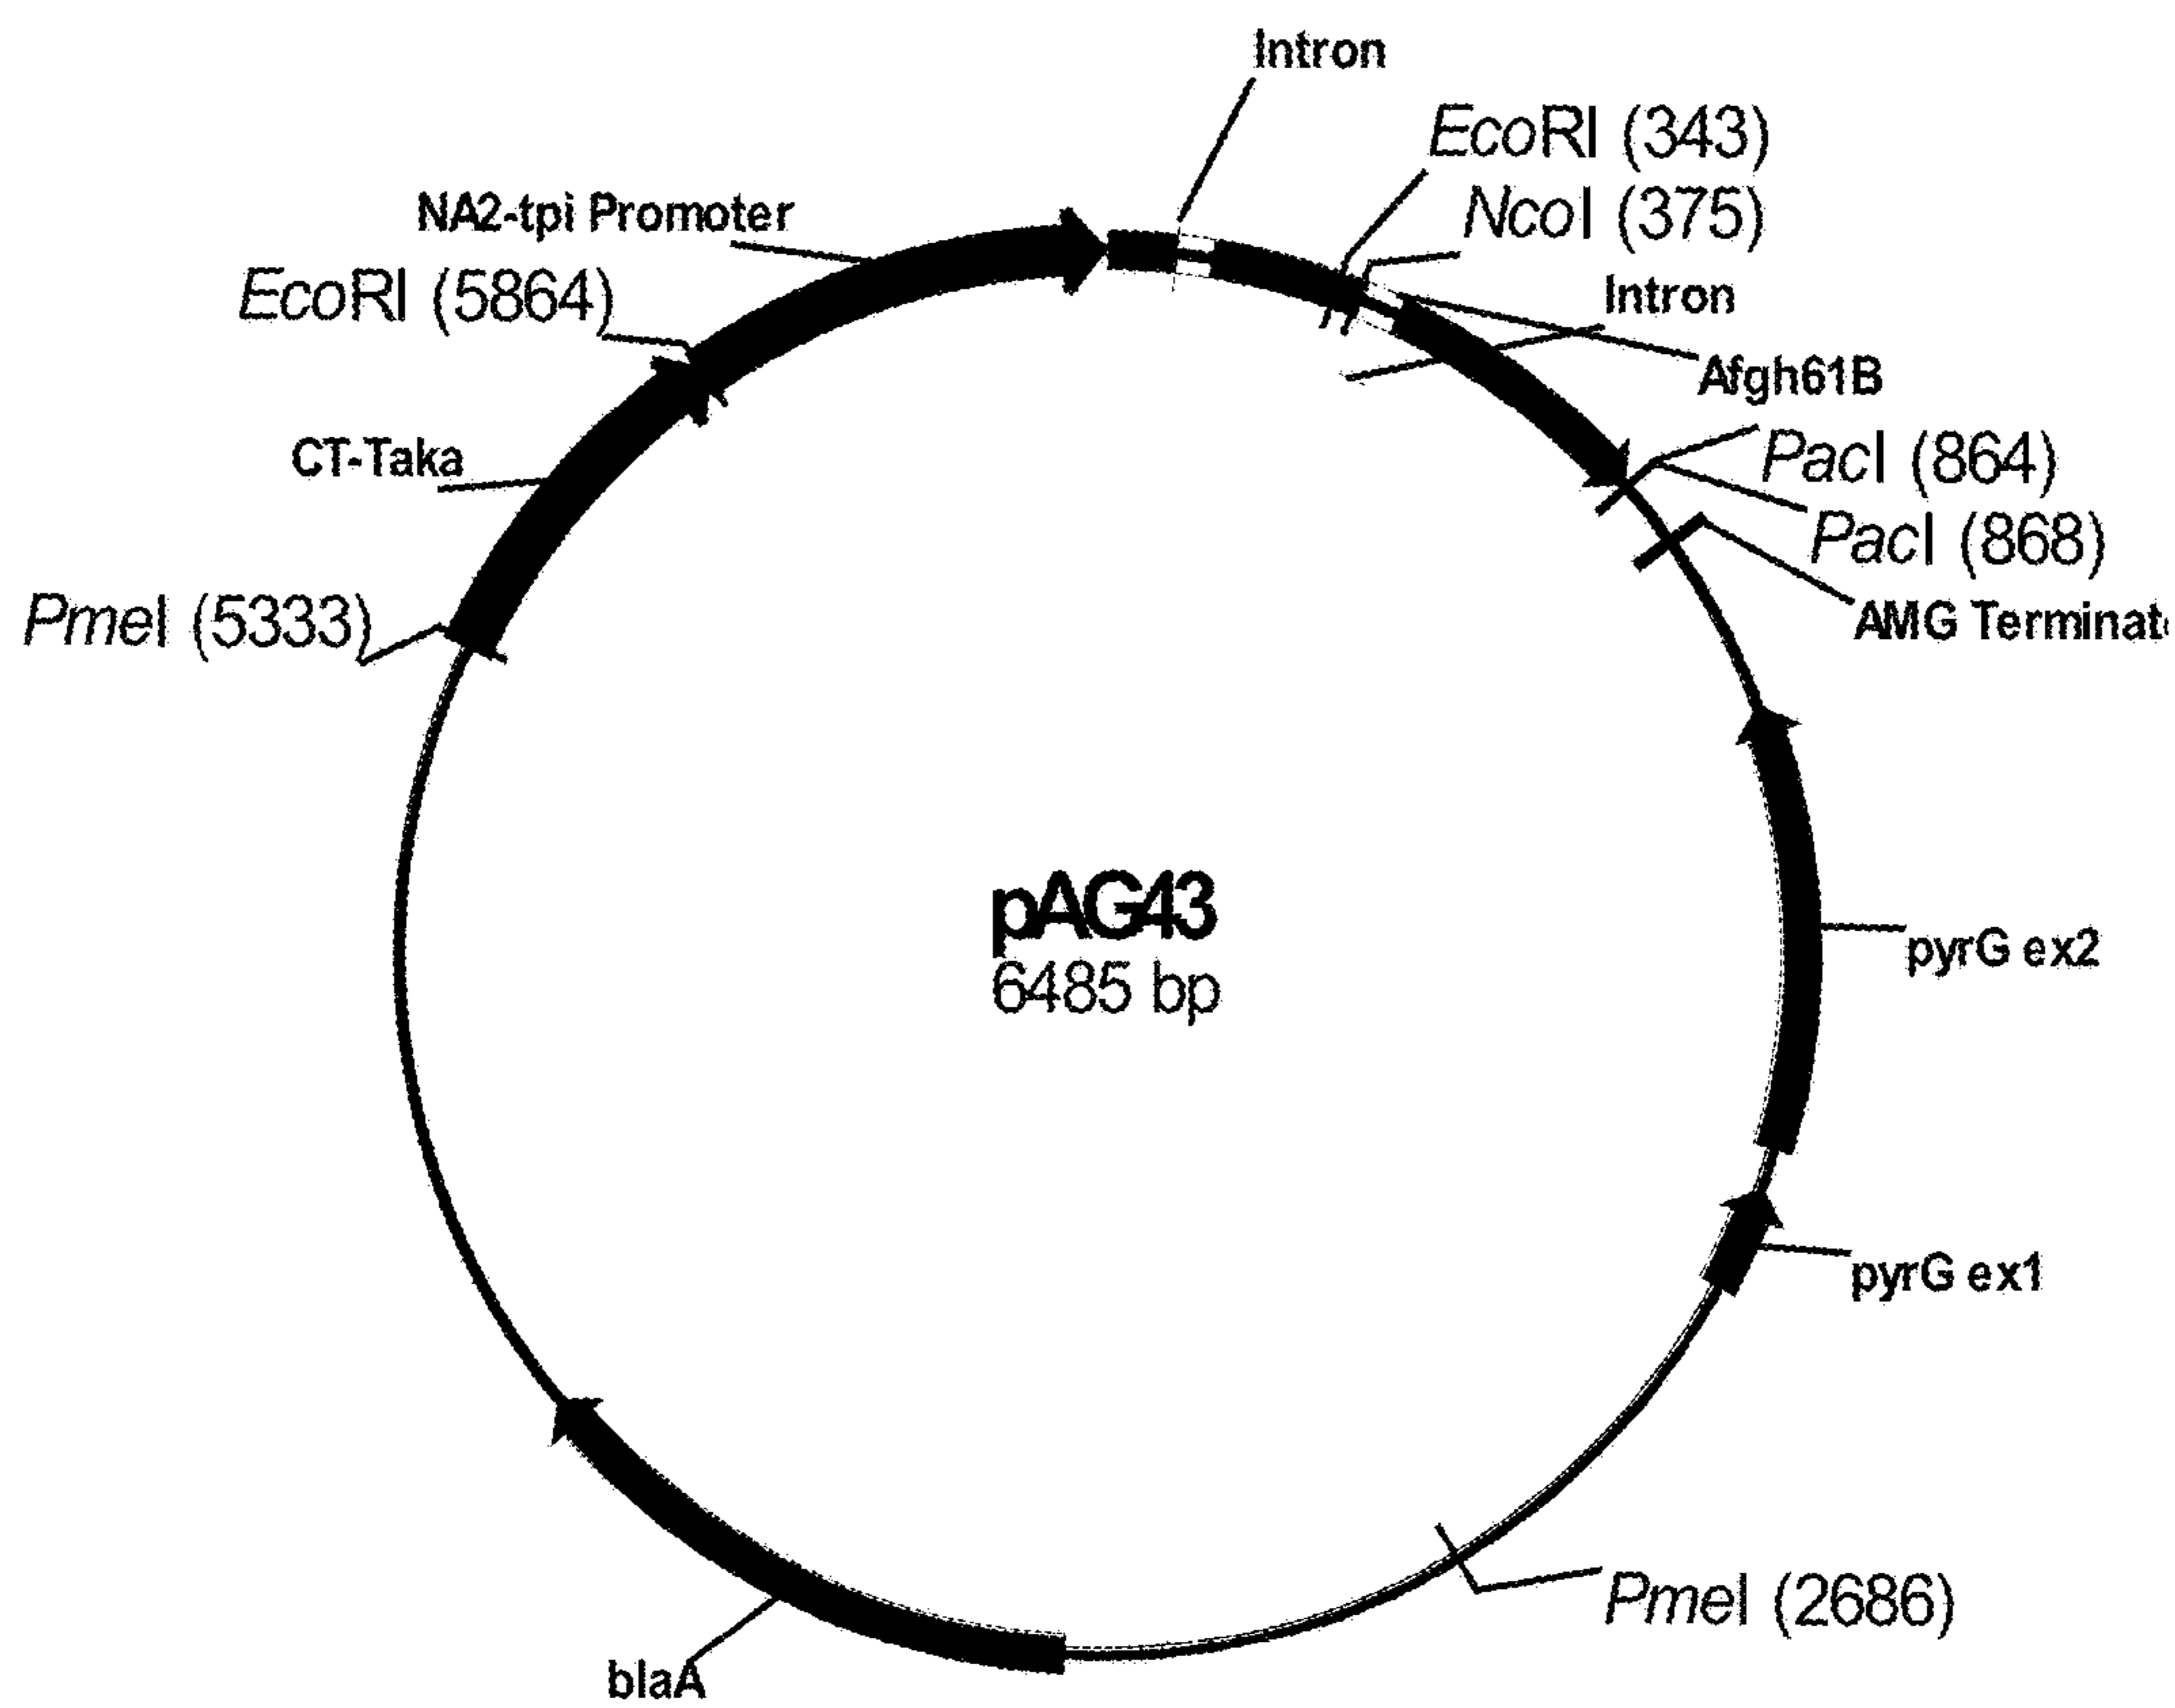 Intron
EcoRI (343)
NcoI (375)
NA2-tpi Promoter
EcoRI (5864)
Intron
Afgh61B
CT-Taka
PacI (864)
PacI (868)
PmeI (5333)
AMG Terminat
pAG43
6485 bp
pyrG ex2
pyrG ex1
PmeI (2686)
blaA